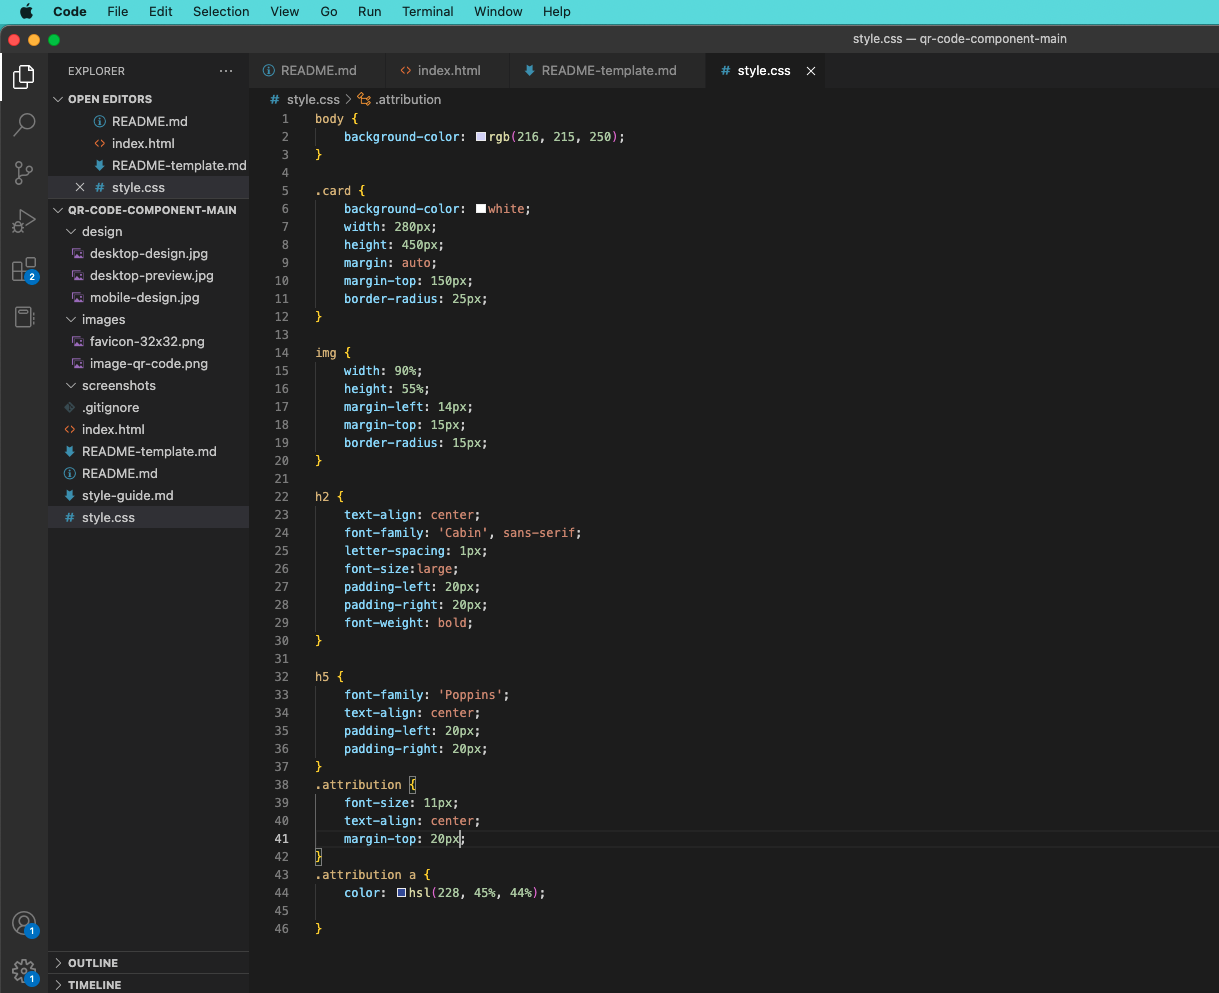 Code File Edit Selection View Go Run Terminal Window Help
style.css — qr-code-component-main
EXPLORER ···
OPEN EDITORS
README.md
index.html
README-template.md
# style.css
QR-CODE-COMPONENT-MAIN
design
desktop-design.jpg
desktop-preview.jpg
mobile-design.jpg
images
favicon-32x32.png
image-qr-code.png
screenshots
.gitignore
index.html
README-template.md
README.md
style-guide.md
# style.css
OUTLINE
TIMELINE
2
1
1
README.md <> index.html README-template.md # style.css
# style.css > .attribution
1 body {
2 background-color: rgb(216, 215, 250);
3 }
4
5 .card {
6 background-color: white;
7 width: 280px;
8 height: 450px;
9 margin: auto;
10 margin-top: 150px;
11 border-radius: 25px;
12 }
13
14 img {
15 width: 90%;
16 height: 55%;
17 margin-left: 14px;
18 margin-top: 15px;
19 border-radius: 15px;
20 }
21
22 h2 {
23 text-align: center;
24 font-family: 'Cabin', sans-serif;
25 letter-spacing: 1px;
26 font-size:large;
27 padding-left: 20px;
28 padding-right: 20px;
29 font-weight: bold;
30 }
31
32 h5 {
33 font-family: 'Poppins';
34 text-align: center;
35 padding-left: 20px;
36 padding-right: 20px;
37 }
38 .attribution {
39 font-size: 11px;
40 text-align: center;
41 margin-top: 20px;
42 }
43 .attribution a {
44 color: hsl(228, 45%, 44%);
45
46 }